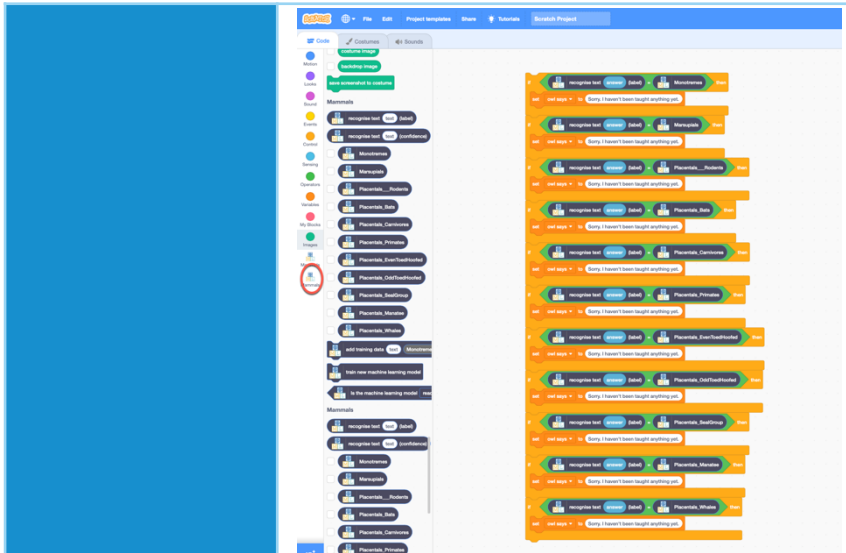 SCRATCH File Edit Project templates Share Tutorials Scratch Project
Code Costumes Sounds
Motion
Looks
Sound
Events
Control
Sensing
Operators
Variables
My Blocks
Images
Mammals
costume image
backdrop image
save screenshot to costume
Mammals
recognise text text (label)
recognise text text (confidence)
Monotremes
Marsupials
Placentals__Rodents
Placentals_Bats
Placentals_Carnivores
Placentals_Primates
Placentals_EvenToedHoofed
Placentals_OddToedHoofed
Placentals_SealGroup
Placentals_Manatee
Placentals_Whales
add training data text Monotreme
train new machine learning model
Is the machine learning model read
Mammals
recognise text text (label)
recognise text text (confidence)
Monotremes
Marsupials
Placentals__Rodents
Placentals_Bats
Placentals_Carnivores
Placentals_Primates
if recognise text answer (label) = Monotremes then
set owl says to Sorry. I haven't been taught anything yet.
if recognise text answer (label) = Marsupials then
set owl says to Sorry. I haven't been taught anything yet.
if recognise text answer (label) = Placentals__Rodents then
set owl says to Sorry. I haven't been taught anything yet.
if recognise text answer (label) = Placentals_Bats then
set owl says to Sorry. I haven't been taught anything yet.
if recognise text answer (label) = Placentals_Carnivores then
set owl says to Sorry. I haven't been taught anything yet.
if recognise text answer (label) = Placentals_Primates then
set owl says to Sorry. I haven't been taught anything yet.
if recognise text answer (label) = Placentals_EvenToedHoofed then
set owl says to Sorry. I haven't been taught anything yet.
if recognise text answer (label) = Placentals_OddToedHoofed then
set owl says to Sorry. I haven't been taught anything yet.
if recognise text answer (label) = Placentals_SealGroup then
set owl says to Sorry. I haven't been taught anything yet.
if recognise text answer (label) = Placentals_Manatee then
set owl says to Sorry. I haven't been taught anything yet.
if recognise text answer (label) = Placentals_Whales then
set owl says to Sorry. I haven't been taught anything yet.